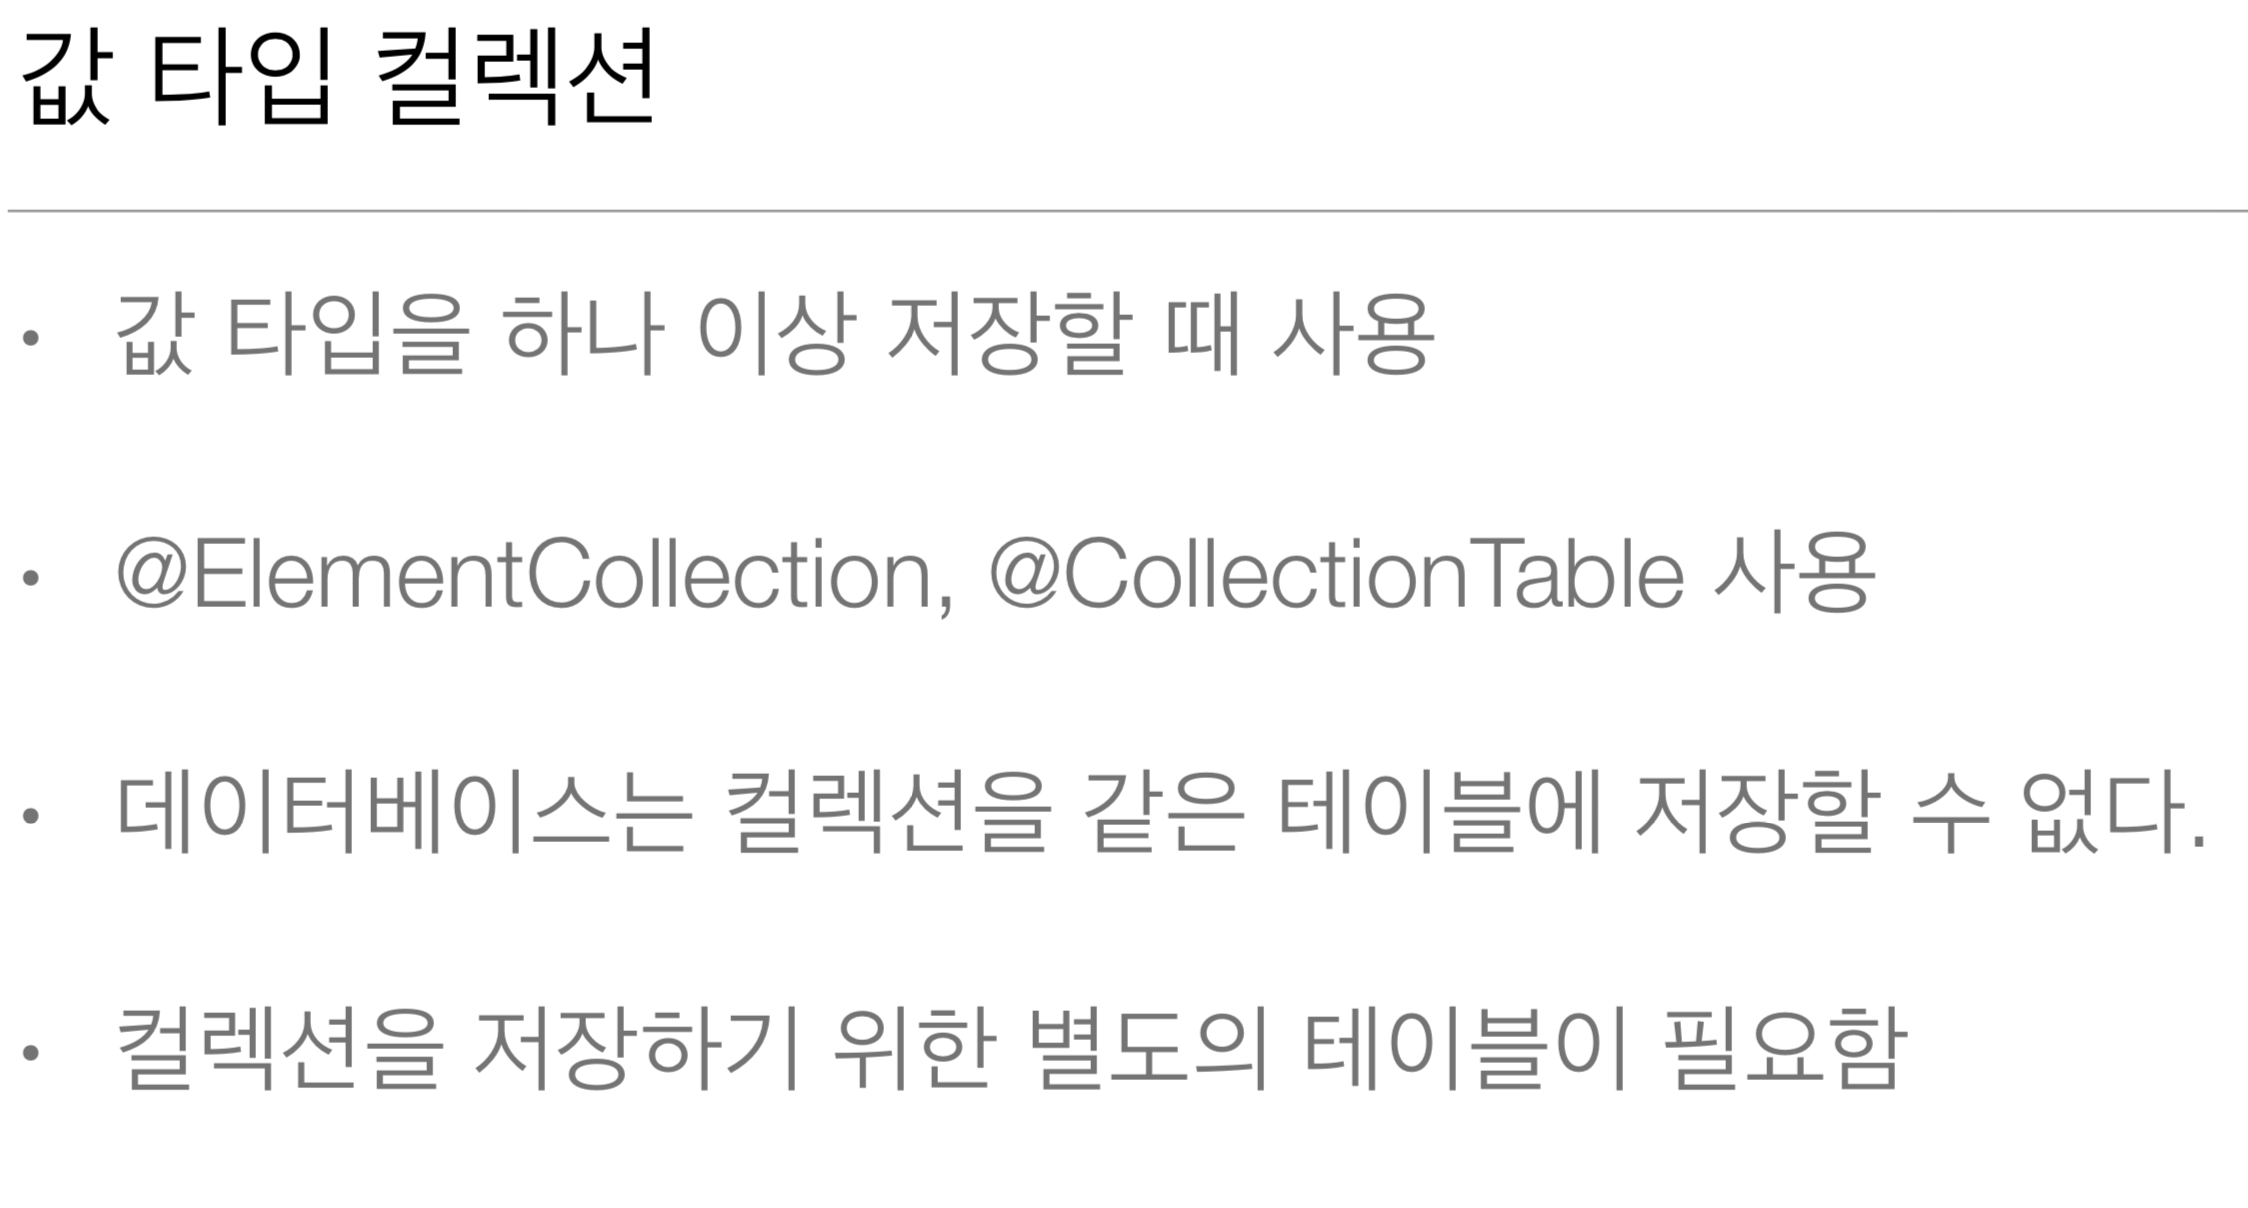 값 타입 컬렉션
• 값 타입을 하나 이상 저장할 때 사용
• @ElementCollection, @CollectionTable 사용
• 데이터베이스는 컬렉션을 같은 테이블에 저장할 수 없다.
• 컬렉션을 저장하기 위한 별도의 테이블이 필요함